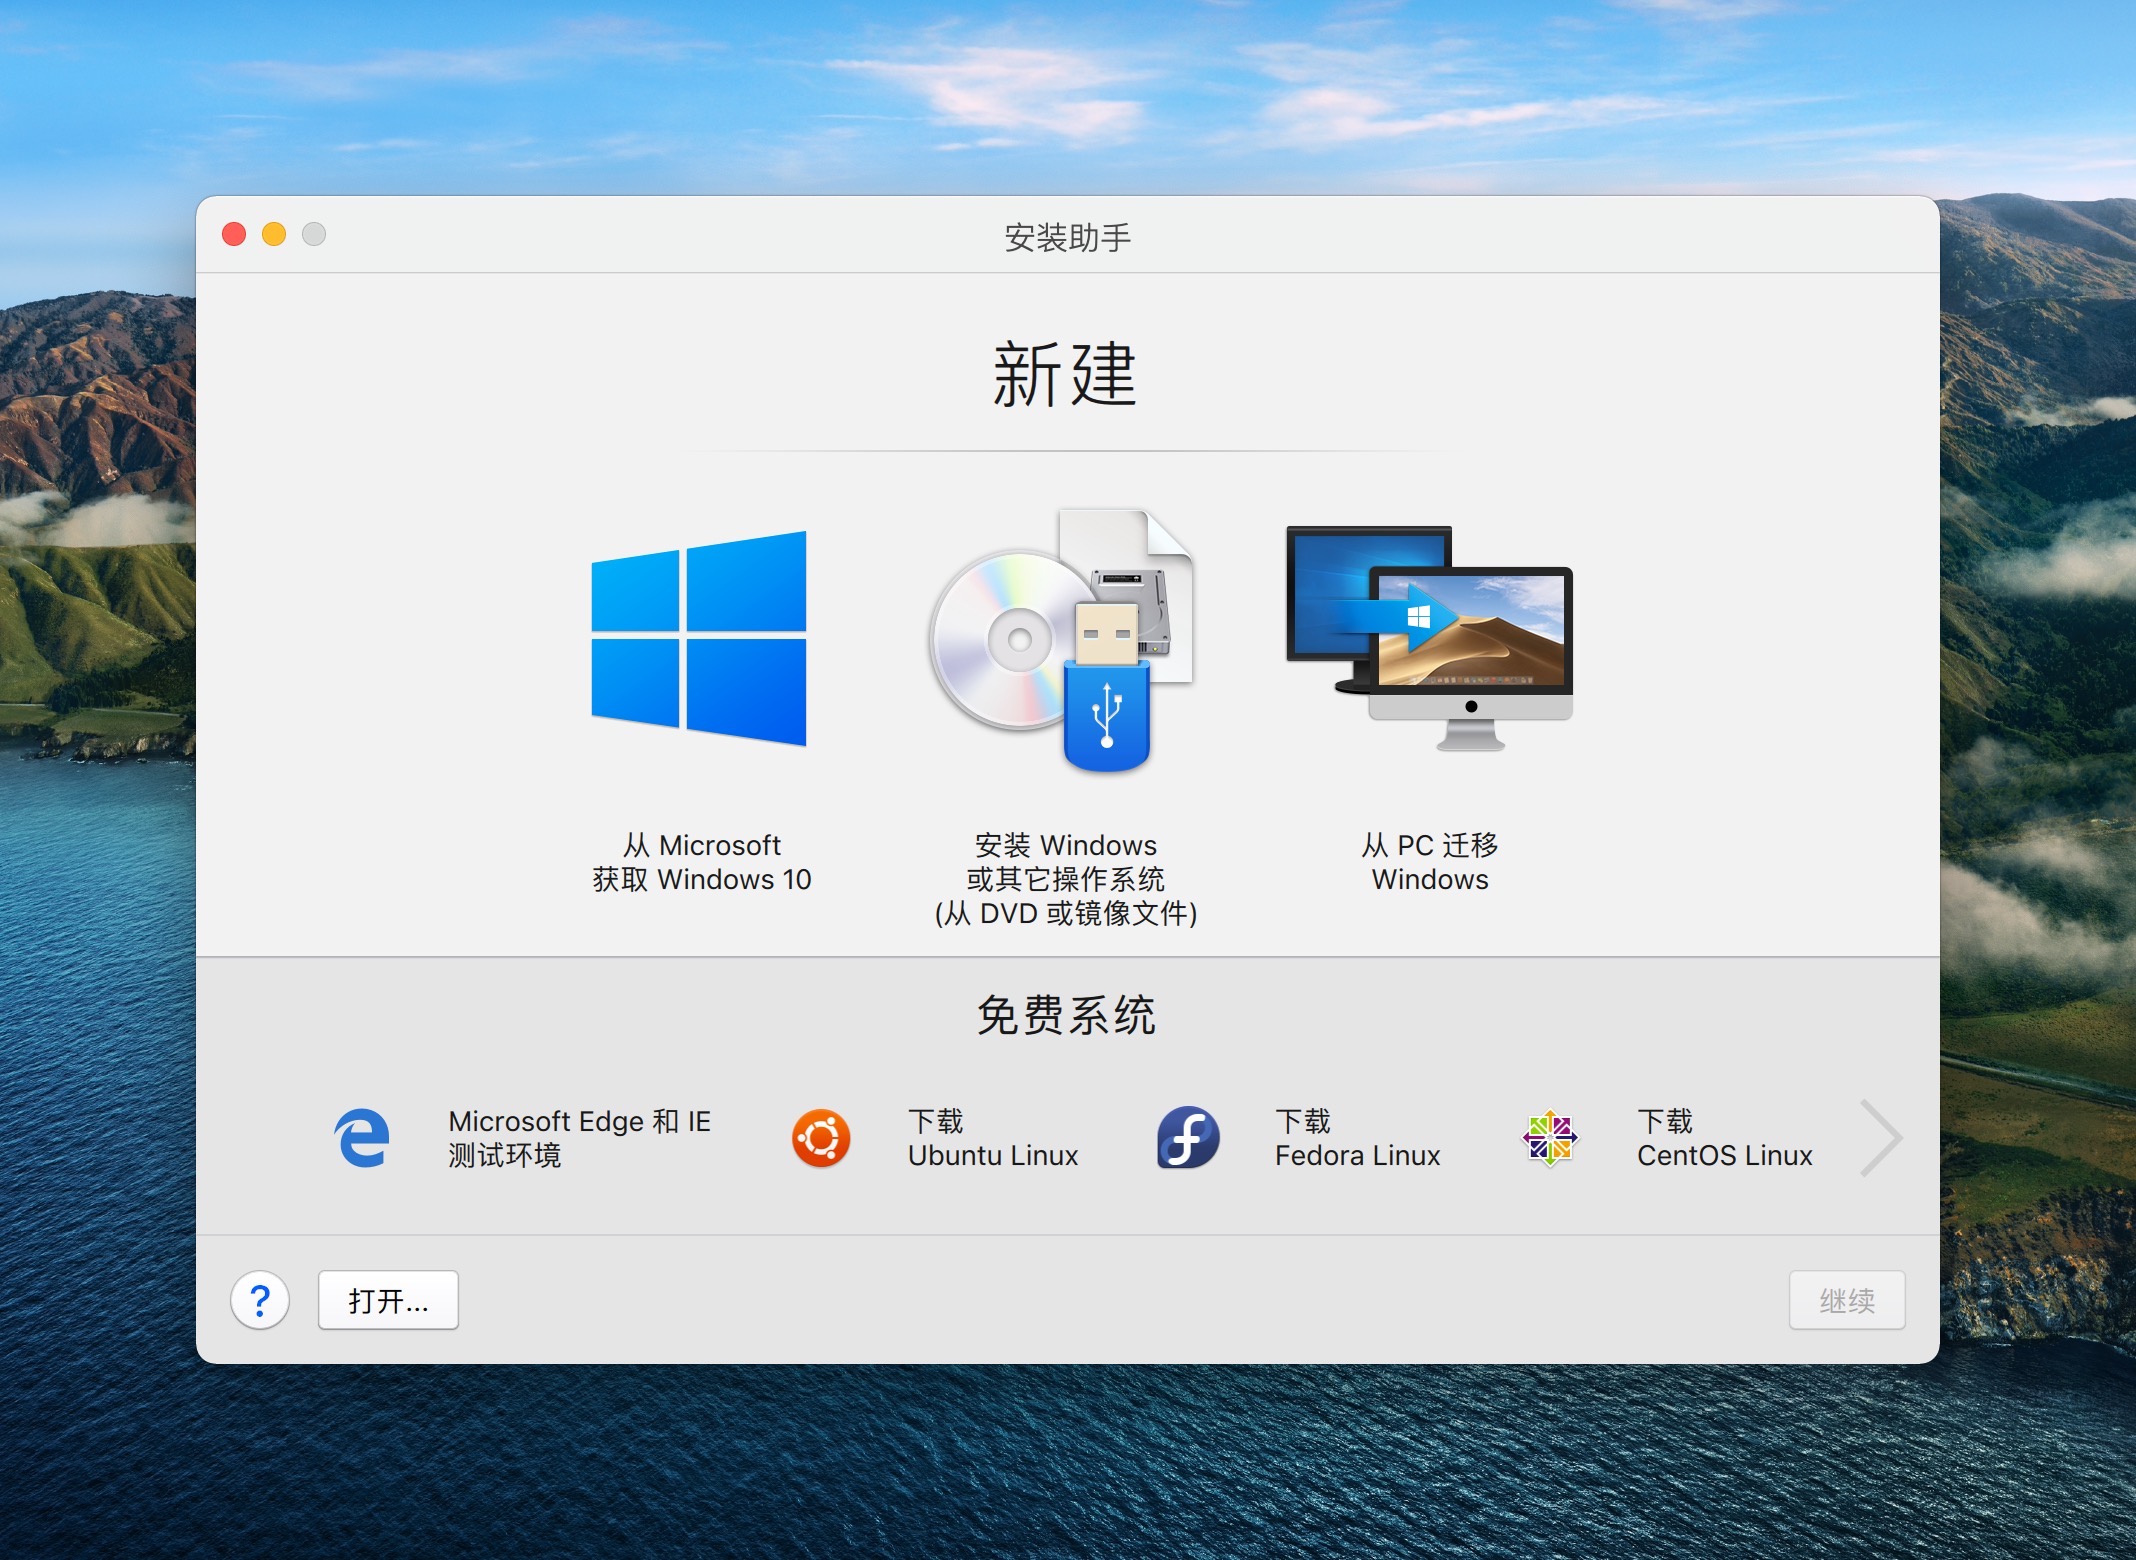 安装助手
新建
从 Microsoft
获取 Windows 10
安装 Windows
或其它操作系统
(从 DVD 或镜像文件)
从 PC 迁移
Windows
免费系统
Microsoft Edge 和 IE
测试环境
下载
Ubuntu Linux
下载
Fedora Linux
下载
CentOS Linux
?
打开...
继续